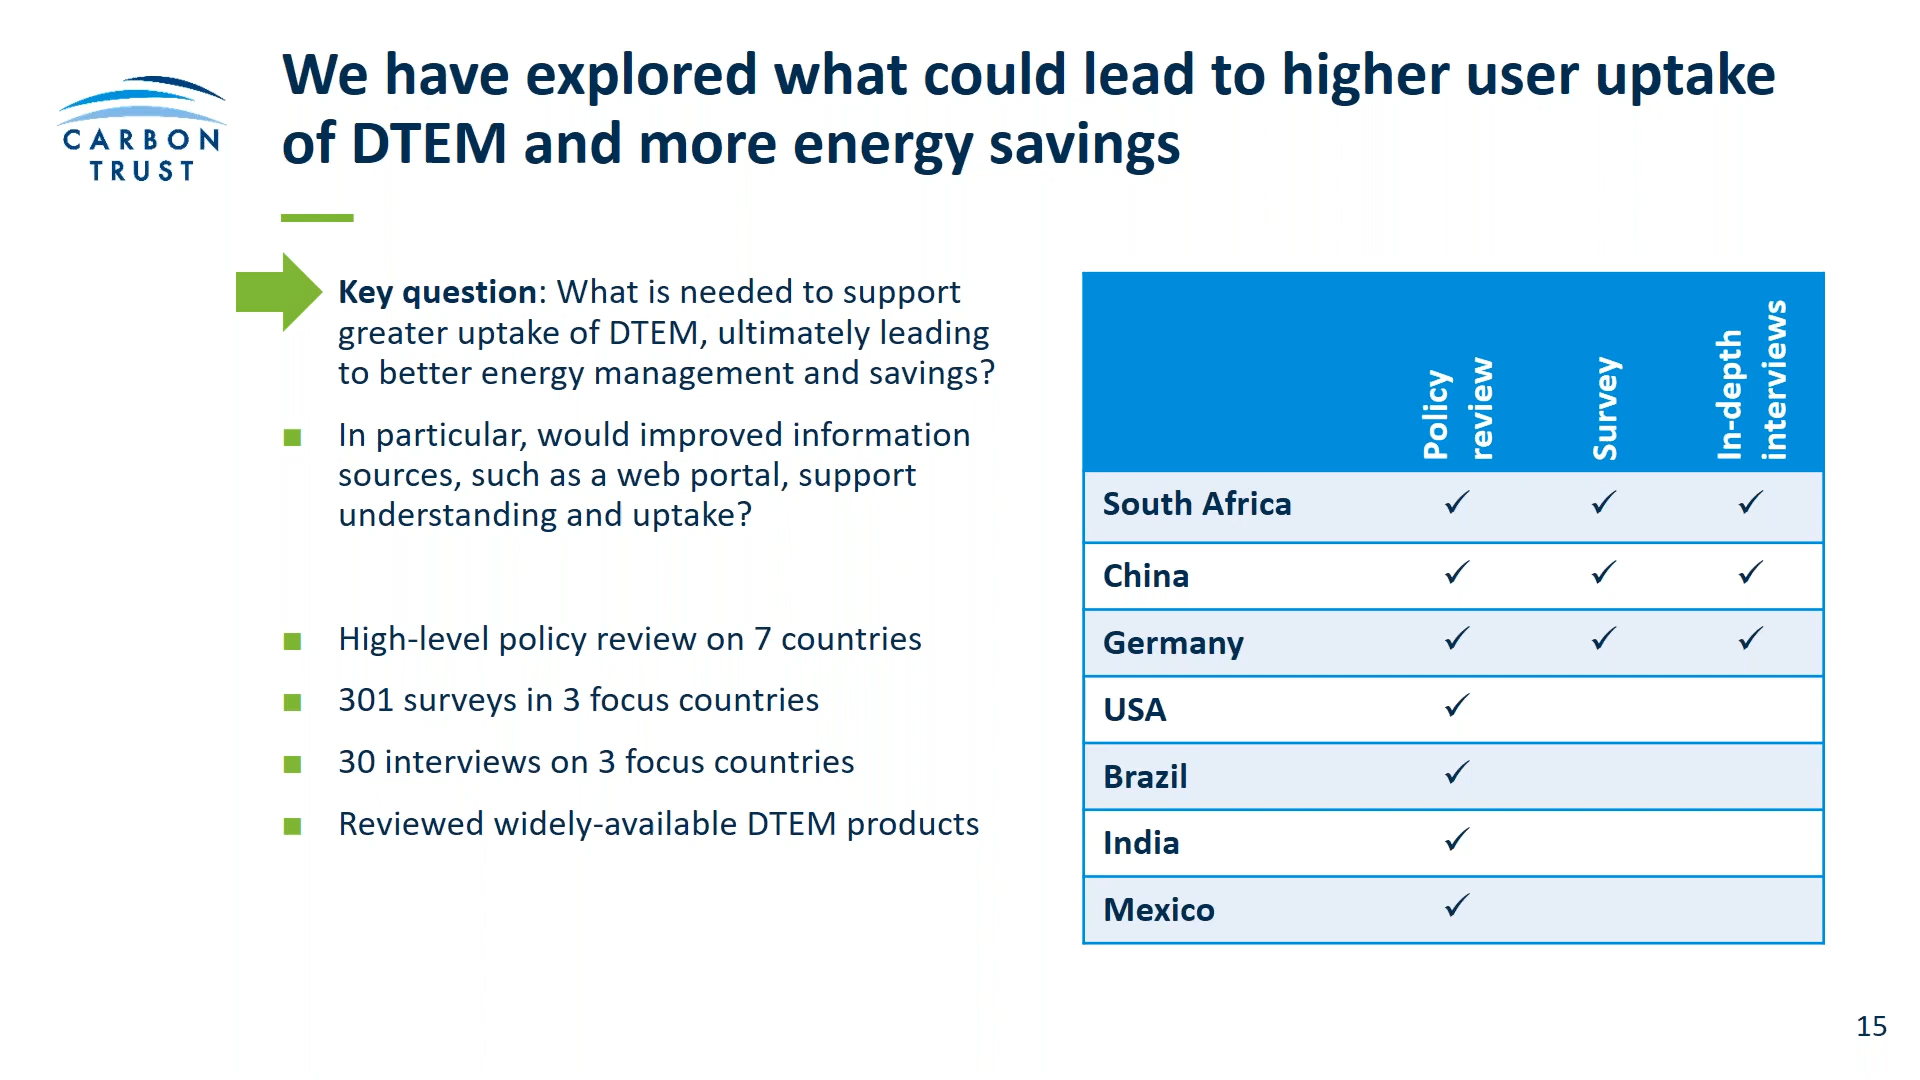 CARBON
TRUST
We have explored what could lead to higher user uptake
of DTEM and more energy savings
Key question: What is needed to support
greater uptake of DTEM, ultimately leading
to better energy management and savings?
■ In particular, would improved information
sources, such as a web portal, support
understanding and uptake?
■ High-level policy review on 7 countries
■ 301 surveys in 3 focus countries
■ 30 interviews on 3 focus countries
■ Reviewed widely-available DTEM products
Policy
review
Survey
In-depth
interviews
South Africa ✓ ✓ ✓
China ✓ ✓ ✓
Germany ✓ ✓ ✓
USA ✓
Brazil ✓
India ✓
Mexico ✓
15